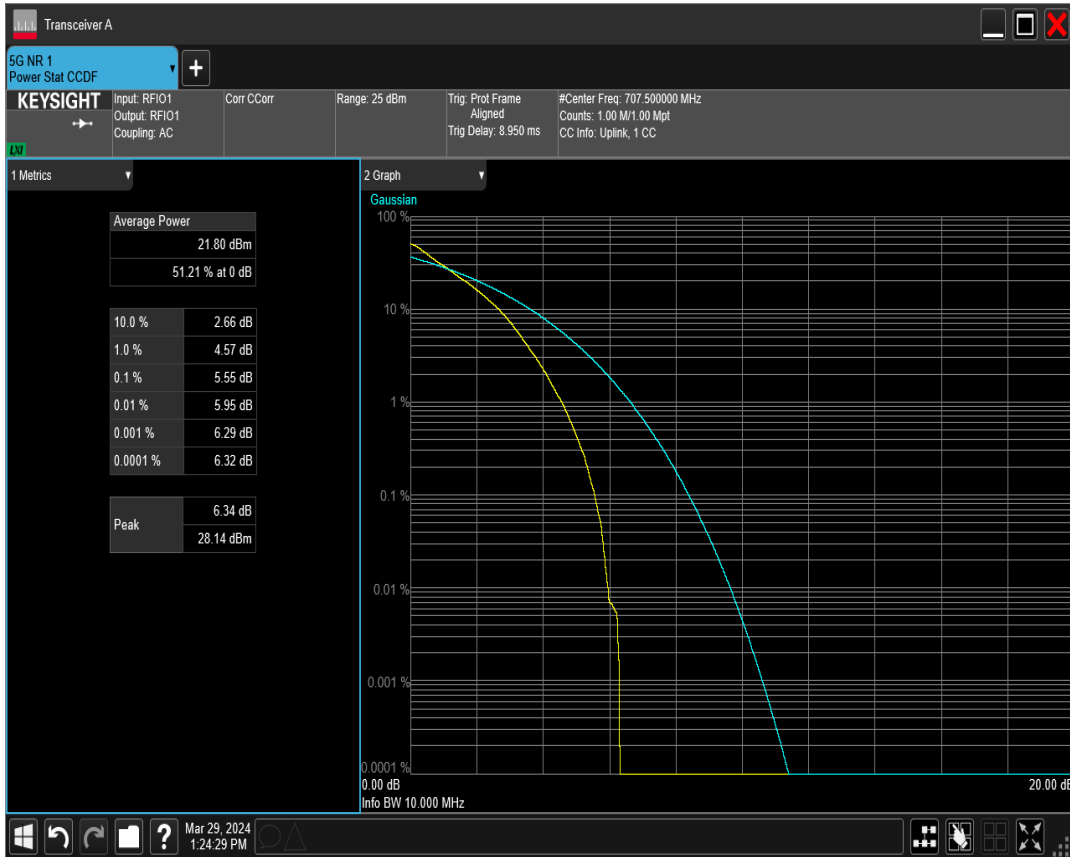 Transceiver A
5G NR 1
Power Stat CCDF
KEYSIGHT
LXI
Input: RFIO1
Output: RFIO1
Coupling: AC
Corr CCorr
Range: 25 dBm
Trig: Prot Frame
Aligned
Trig Delay: 8.950 ms
#Center Freq: 707.500000 MHz
Counts: 1.00 M/1.00 Mpt
CC Info: Uplink, 1 CC
1 Metrics
Average Power
21.80 dBm
51.21 % at 0 dB
10.0 % 2.66 dB
1.0 % 4.57 dB
0.1 % 5.55 dB
0.01 % 5.95 dB
0.001 % 6.29 dB
0.0001 % 6.32 dB
Peak
6.34 dB
28.14 dBm
2 Graph
Gaussian
100 %
10 %
1 %
0.1 %
0.01 %
0.001 %
0.0001 %
0.00 dB 20.00 dB
Info BW 10.000 MHz
? Mar 29, 2024
1:24:29 PM